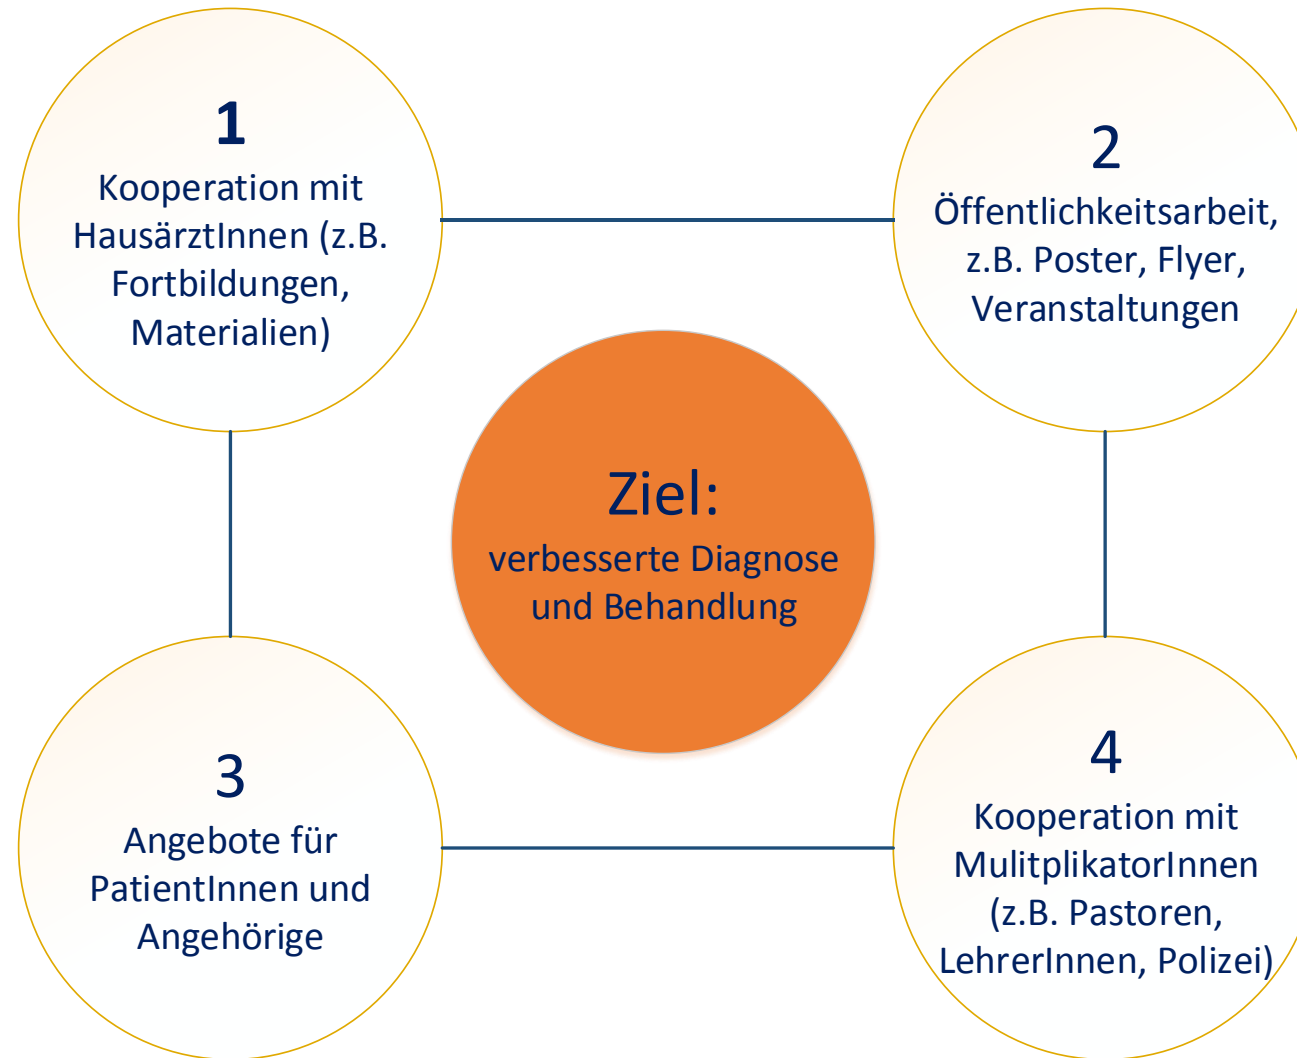 1
Kooperation mit
HausärztInnen (z.B.
Fortbildungen,
Materialien)
2
Öffentlichkeitsarbeit,
z.B. Poster, Flyer,
Veranstaltungen
Ziel:
verbesserte Diagnose
und Behandlung
3
Angebote für
PatientInnen und
Angehörige
4
Kooperation mit
MulitplikatorInnen
(z.B. Pastoren,
LehrerInnen, Polizei)